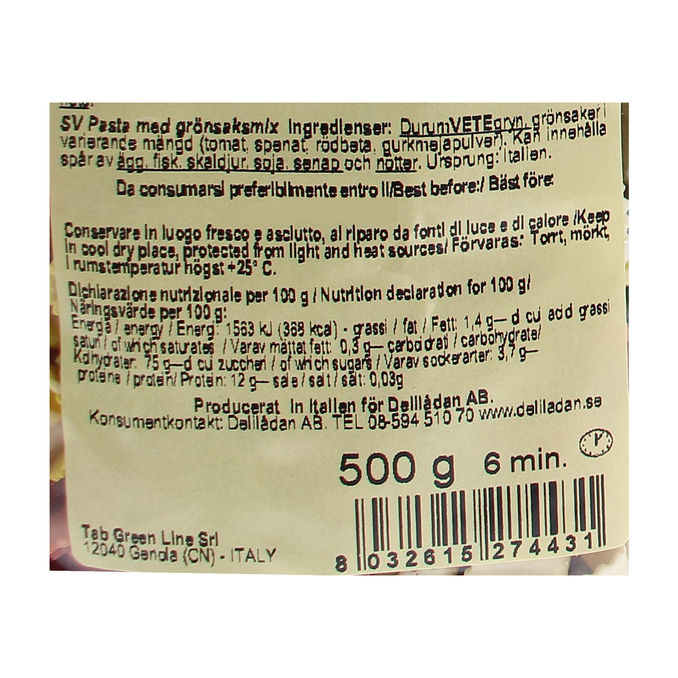 SV Pasta med grönsaksmix Ingredienser: DurumVETEgryn, grönsaker i
varierande mängd (tomat, spenat, rödbeta, gurkmejapulver). Kan innehålla
spår av ägg, fisk, skaldjur, soja, senap och nötter. Ursprung: Italien.
Da consumarsi preferibilmente entro il/Best before:/ Bäst före:
Conservare in luogo fresco e asciutto, al riparo da fonti di luce e di calore /Keep
in cool dry place, protected from light and heat sources/ Förvaras: Torrt, mörkt,
i rumstemperatur högst +25° C.
Dichiarazione nutrizionale per 100 g / Nutrition declaration for 100 g/
Näringsvärde per 100 g:
Energia / energy / Energi: 1563 kJ (368 kcal) - grassi / fat / Fett: 1,4 g— di cui acidi grassi
saturi / of which saturates / Varav mättat fett: 0,3 g— carboidrati / carbohydrate/
Kolhydrater: 75 g—di cui zuccheri / of which sugars / Varav sockerarter: 3,7 g—
proteine / protein/ Protein: 12 g— sale / salt / salt: 0,03g
Producerat In Italien för Delilådan AB.
Konsumentkontakt: Delilådan AB. TEL 08-594 510 70 www.deliladan.se
500 g 6 min.
Tab Green Line Srl
12040 Genola (CN) - ITALY
8 032615 274431